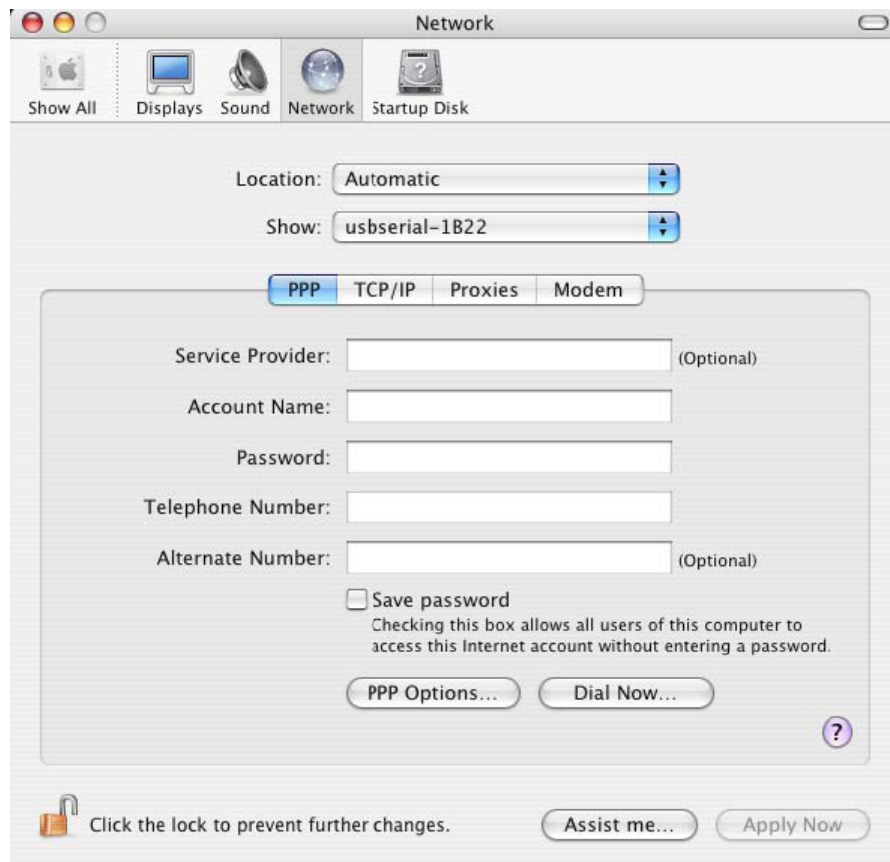 Network
Show All
Displays
Sound
Network
Startup Disk
Location: Automatic
Show: usbserial-1B22
PPP TCP/IP Proxies Modem
Service Provider: (Optional)
Account Name:
Password:
Telephone Number:
Alternate Number: (Optional)
Save password
Checking this box allows all users of this computer to
access this Internet account without entering a password.
PPP Options... Dial Now...
?
Click the lock to prevent further changes. Assist me... Apply Now